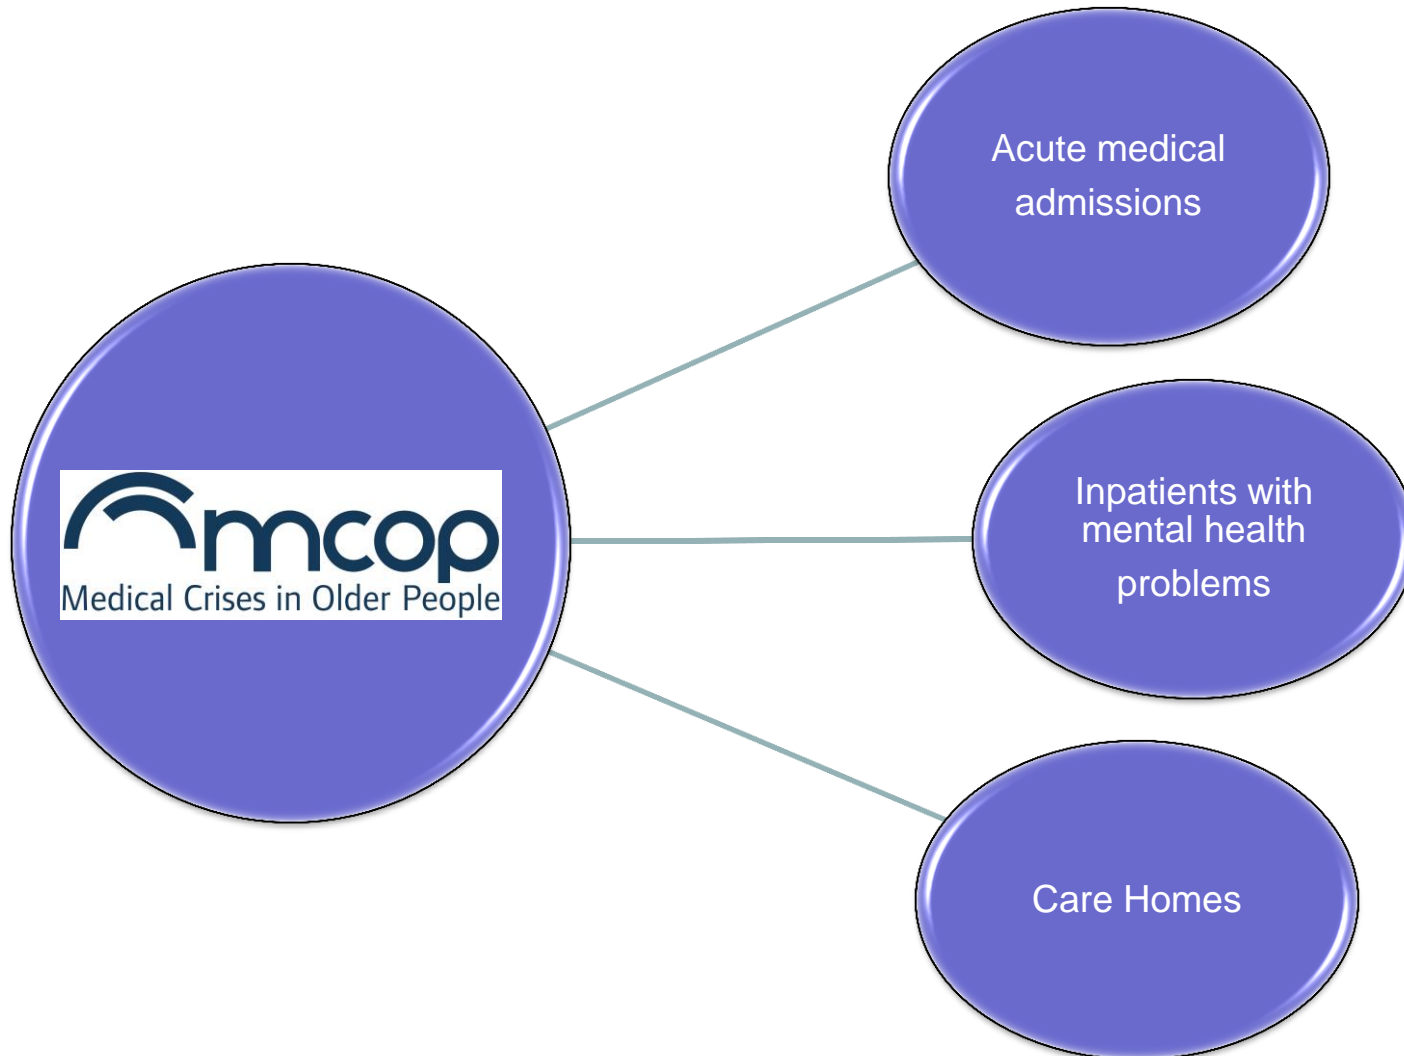 Acute medical
admissions
mcop
Medical Crises in Older People
Inpatients with
mental health
problems
Care Homes